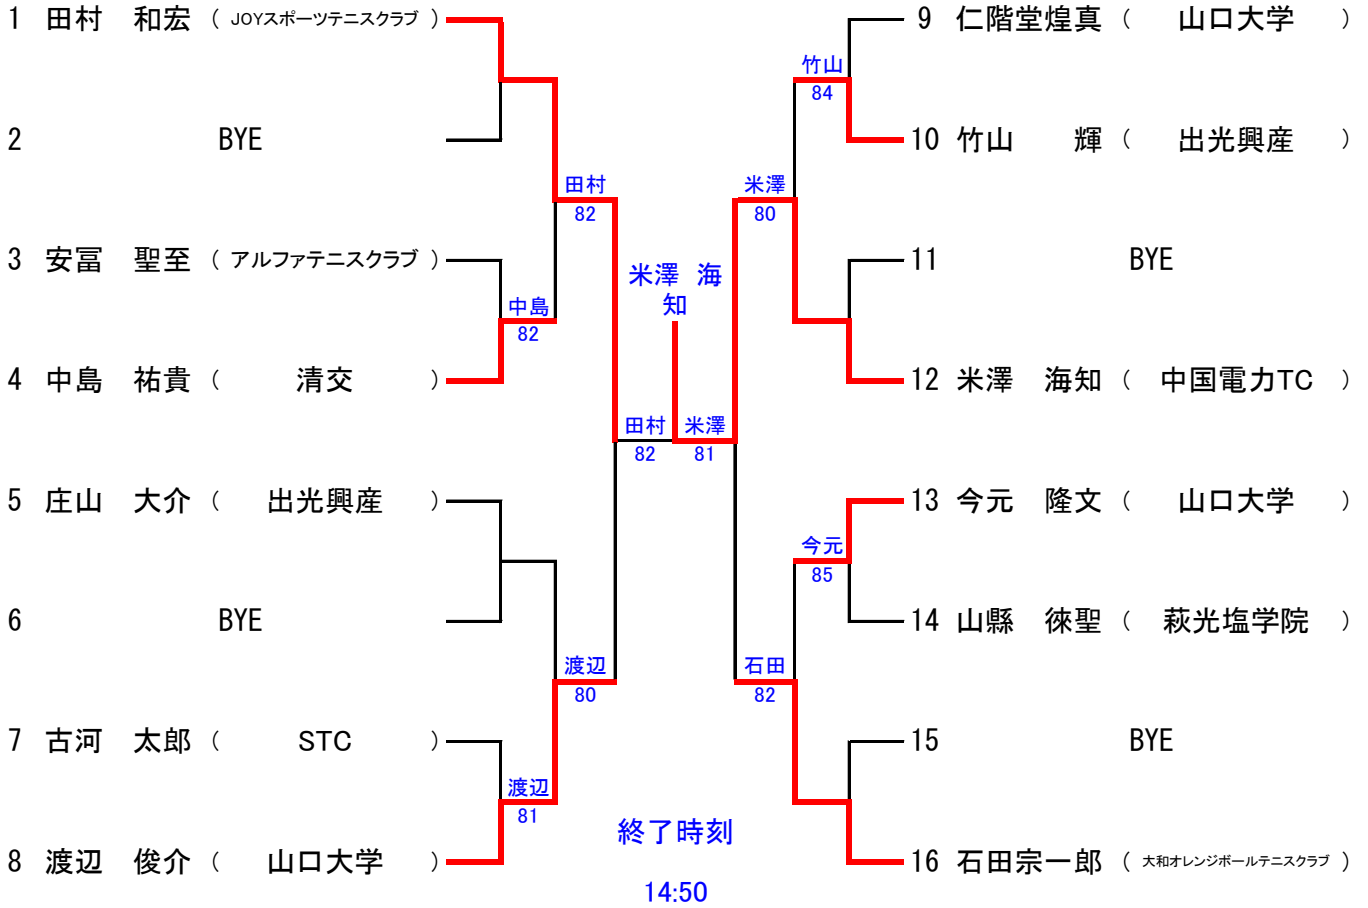 1 田村 和宏 ( JOYスポーツテニスクラブ )
2 BYE
3 安冨 聖至 ( アルファテニスクラブ )
4 中島 祐貴 ( 清交 )
5 庄山 大介 ( 出光興産 )
6 BYE
7 古河 太郎 ( STC )
8 渡辺 俊介 ( 山口大学 )
中島
82
渡辺
81
田村
82
渡辺
80
田村
82
米澤 海
知
米澤
81
米澤
80
石田
82
竹山
84
今元
85
9 仁階堂煌真 ( 山口大学 )
10 竹山 輝 ( 出光興産 )
11 BYE
12 米澤 海知 ( 中国電力TC )
13 今元 隆文 ( 山口大学 )
14 山縣 徠聖 ( 萩光塩学院 )
15 BYE
16 石田宗一郎 ( 大和オレンジボールテニスクラブ )
終了時刻
14:50